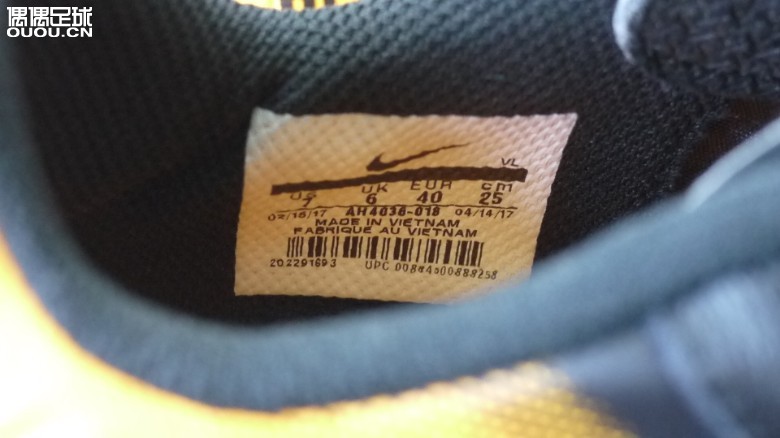 偶偶足球
OUOU.CN
VL
US UK EUR cm
7 6 40 25
02/16/17 AH4036-018 04/14/17
MADE IN VIETNAM
FABRIQUE AU VIETNAM
202291693 UPC